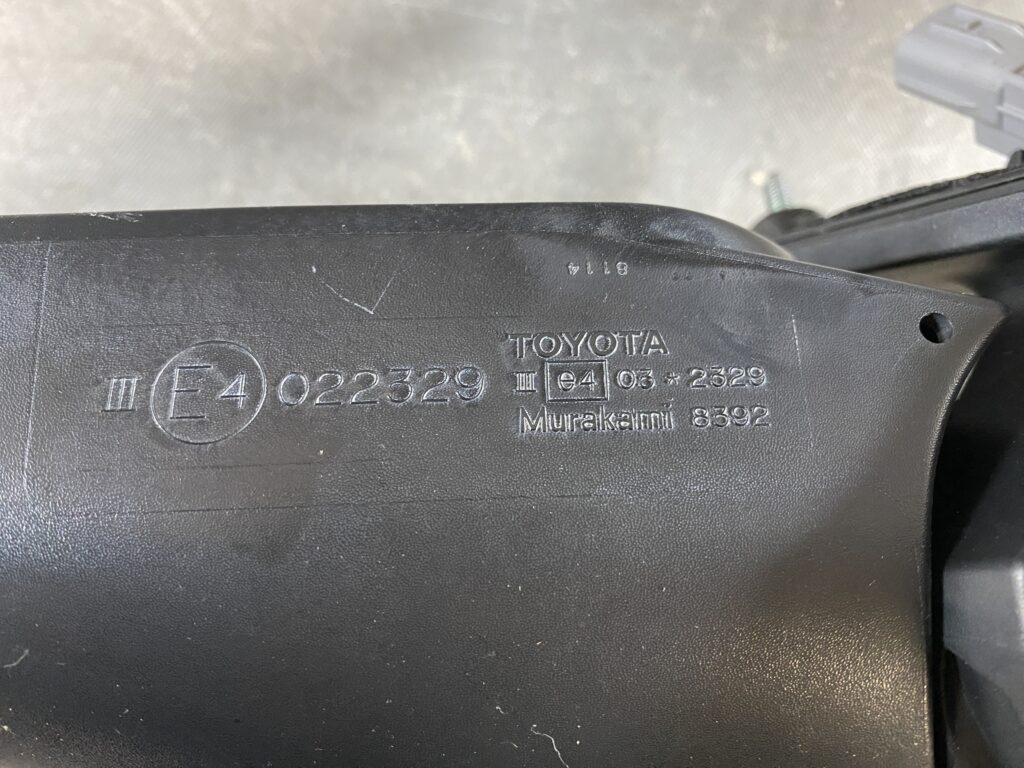 8114
III E4 022329
TOYOTA
III e4 03 * 2329
Murakami 8392